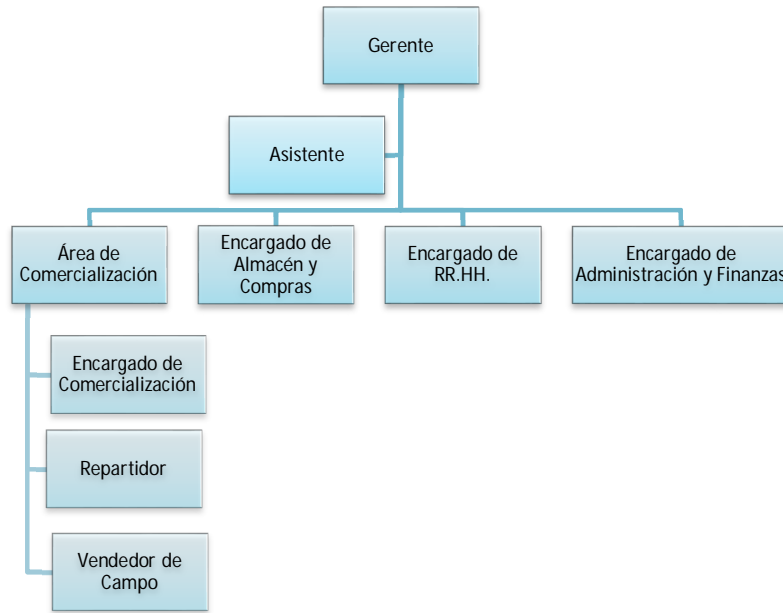 Gerente
Asistente
Área de
Comercialización
Encargado de
Almacén y
Compras
Encargado de
RR.HH.
Encargado de
Administración y Finanzas
Encargado de
Comercialización
Repartidor
Vendedor de
Campo